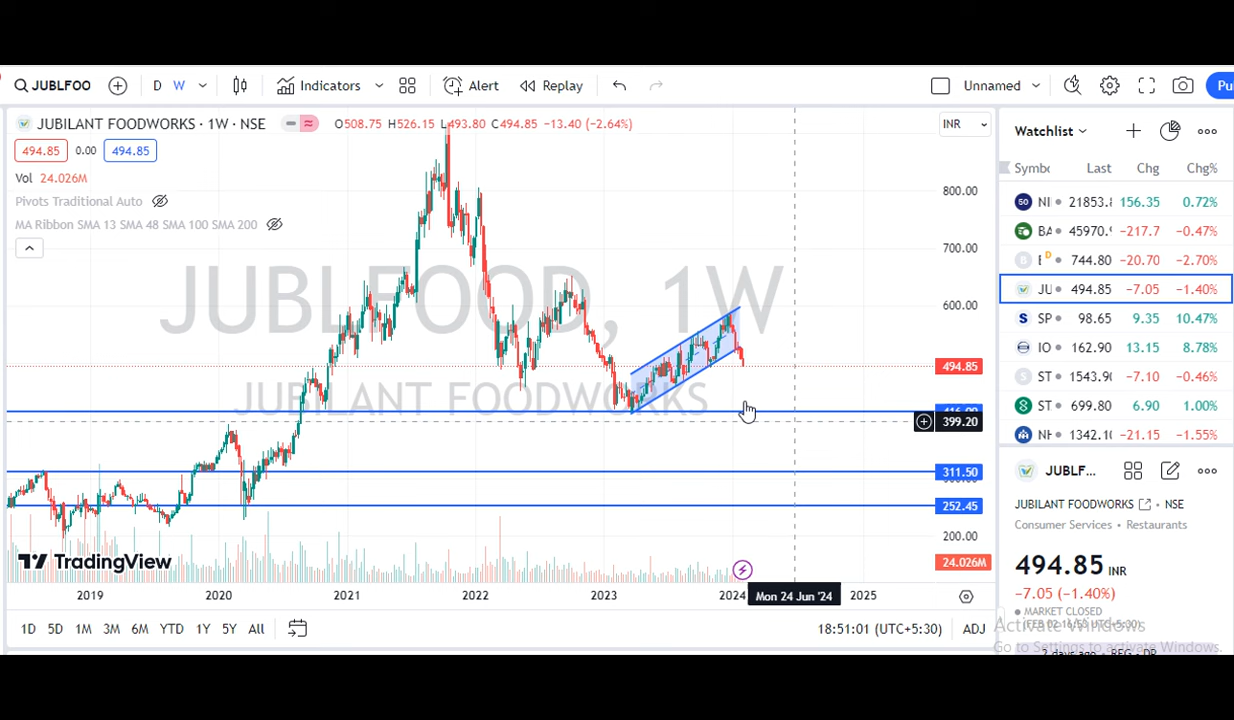 JUBLFOO D W Indicators Alert Replay Unnamed Pu
JUBILANT FOODWORKS · 1W · NSE O508.75 H526.15 L493.80 C494.85 -13.40 (-2.64%)
INR
494.85 0.00 494.85
Vol 24.026M
Pivots Traditional Auto
MA Ribbon SMA 13 SMA 48 SMA 100 SMA 200
JUBLFOOD, 1W
JUBILANT FOODWORKS
800.00
700.00
600.00
494.85
399.20
311.50
252.45
200.00
24.026M
TradingView
2019 2020 2021 2022 2023 2024 Mon 24 Jun '24 2025
1D 5D 1M 3M 6M YTD 1Y 5Y All 18:51:01 (UTC+5:30) ADJ
Watchlist
Symbo Last Chg Chg%
50 NI 21853.8 156.35 0.72%
BA 45970. -217.7 -0.47%
B E D 744.80 -20.70 -2.70%
JU 494.85 -7.05 -1.40%
S SP 98.65 9.35 10.47%
IO 162.90 13.15 8.78%
S ST 1543.90 -7.10 -0.46%
ST 699.80 6.90 1.00%
NH 1342.10 -21.15 -1.55%
JUBLF...
JUBILANT FOODWORKS · NSE
Consumer Services · Restaurants
494.85 INR
-7.05 (-1.40%)
MARKET CLOSED
Activate Windows
Go to Settings to activate Windows.